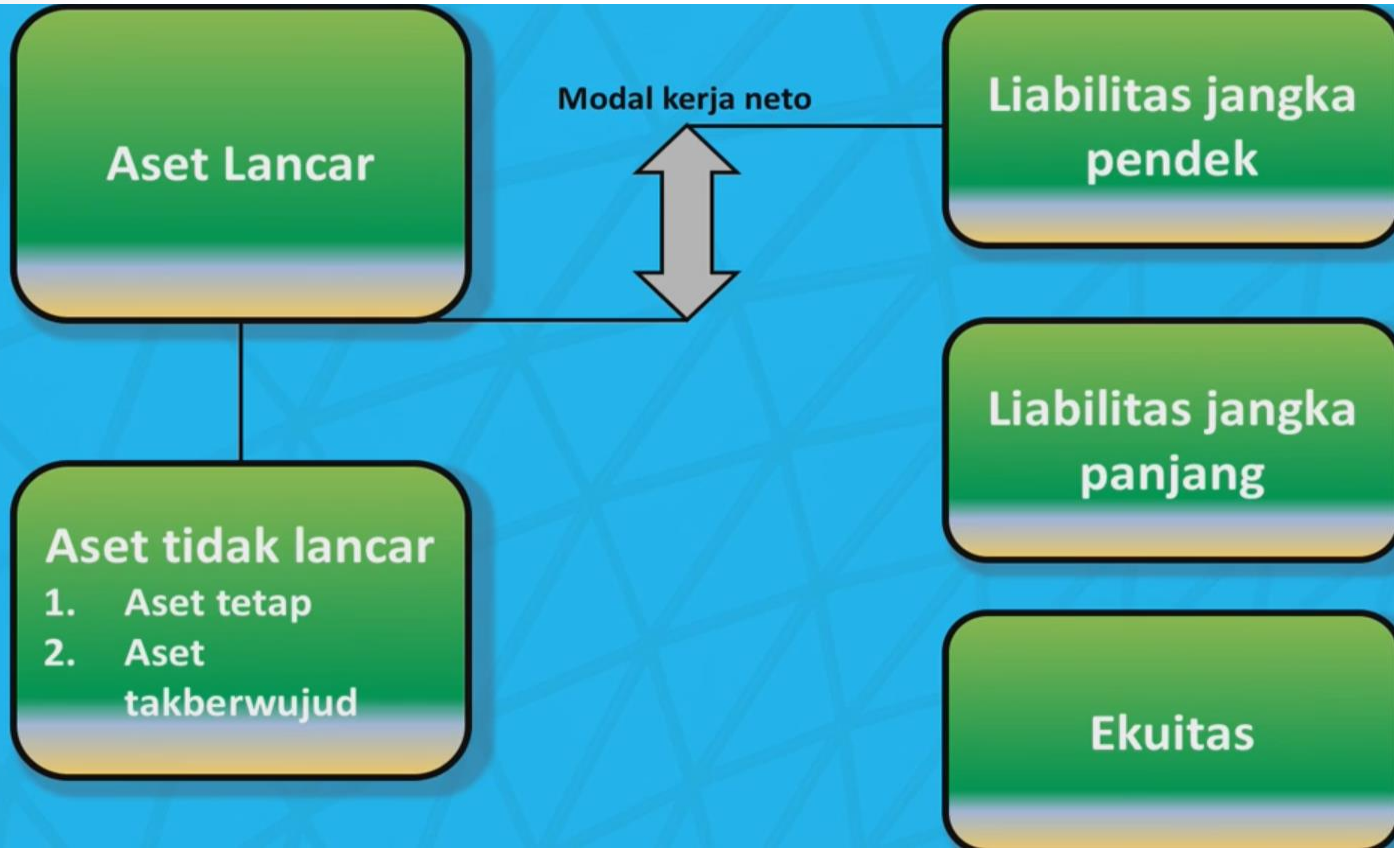 Aset Lancar
Modal kerja neto
Liabilitas jangka
pendek
Aset tidak lancar
1. Aset tetap
2. Aset
takberwujud
Liabilitas jangka
panjang
Ekuitas